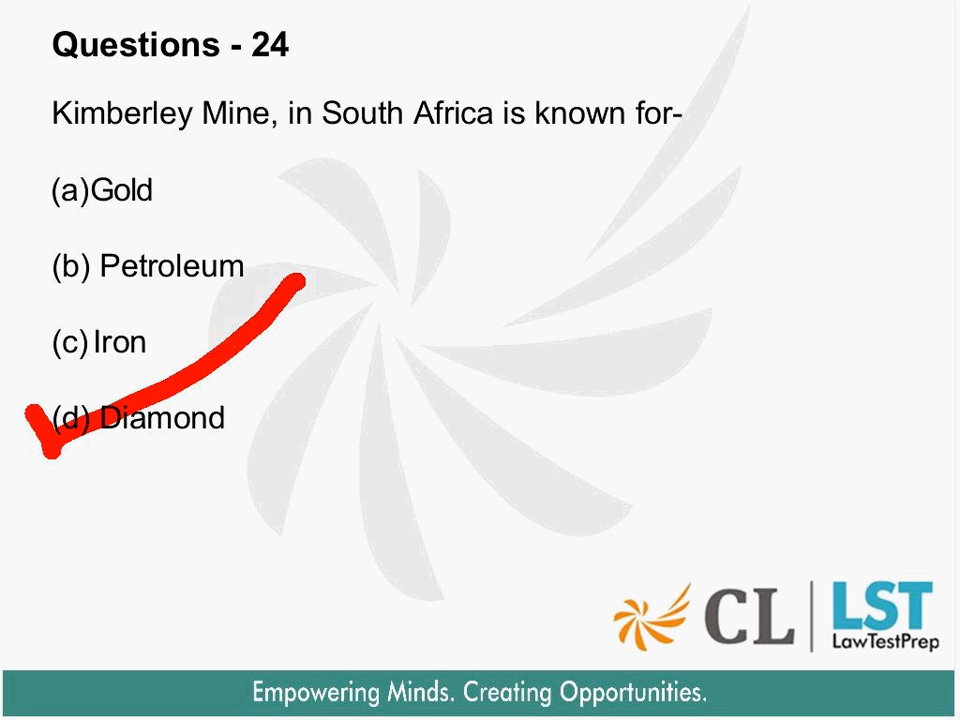 Questions - 24
Kimberley Mine, in South Africa is known for-
(a)Gold
(b) Petroleum
(c) Iron
(d) Diamond
CL | LST
LawTestPrep
Empowering Minds. Creating Opportunities.